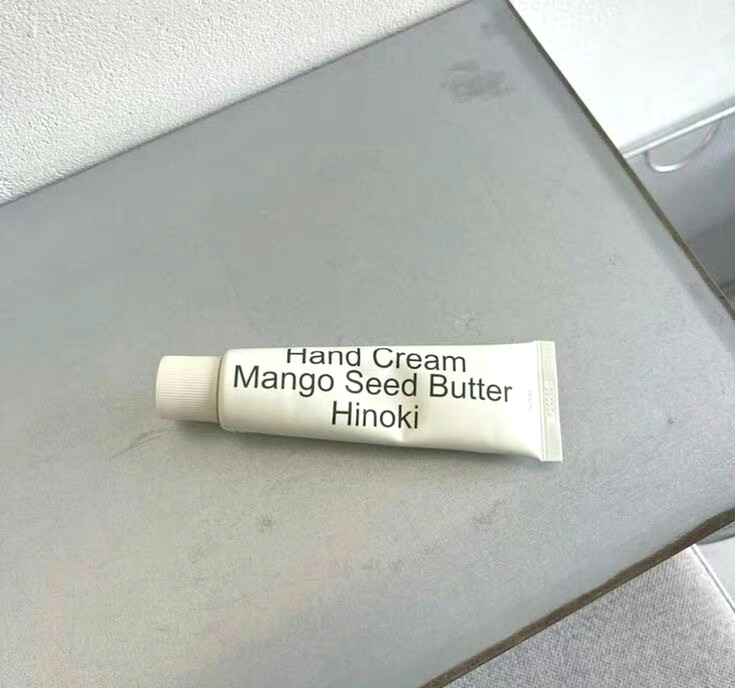 Hand Cream
Mango Seed Butter
Hinoki